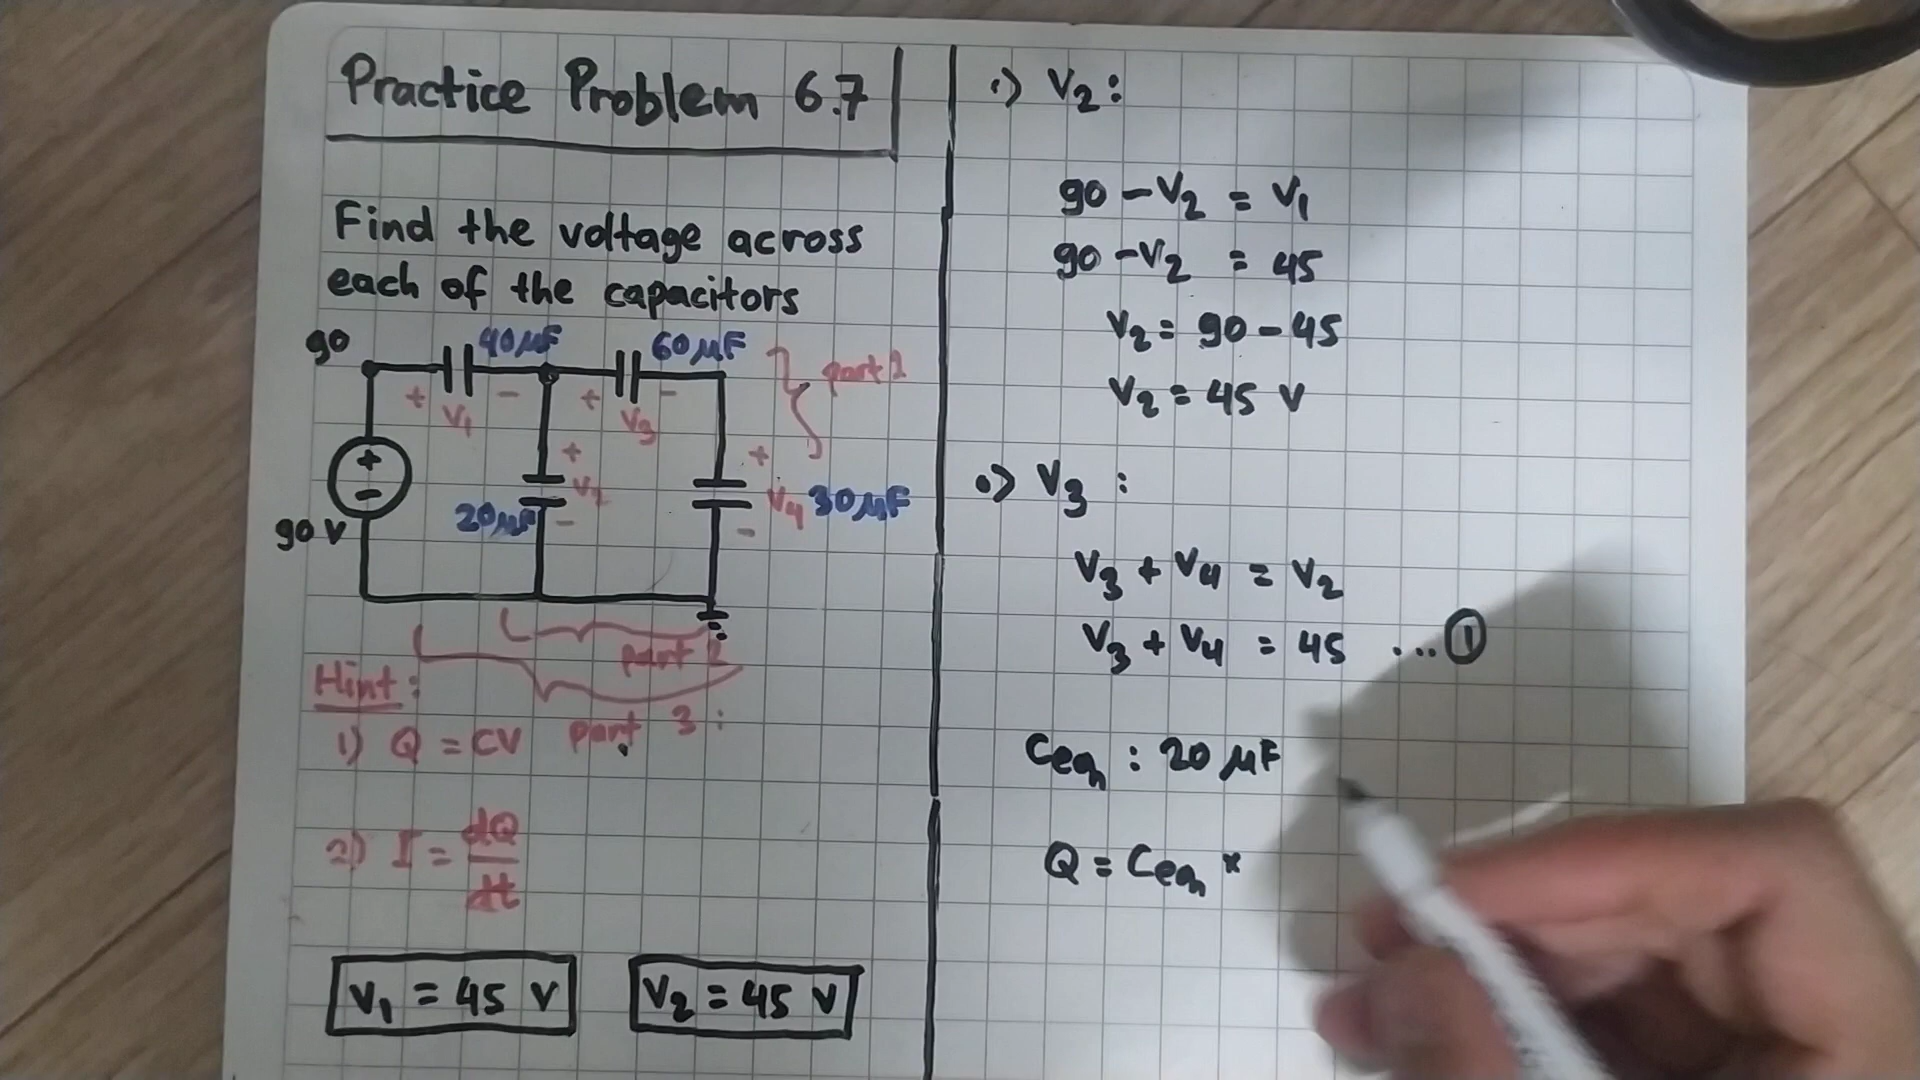 Practice Problem 6.7
Find the voltage across
each of the capacitors
90
40μF
60μF
part 1
+ V1 -
+ V3 -
+
-
90 V
+
V2
-
20μF
+
V4
-
30μF
part 2
part 3:
Hint:
1) Q = CV
2) I = dQ/dt
V1 = 45 V
V2 = 45 V
•) V2:
90 - V2 = V1
90 - V2 = 45
V2 = 90 - 45
V2 = 45 V
•) V3:
V3 + V4 = V2
V3 + V4 = 45 ...①
Ceq : 20 μF
Q = Ceq *